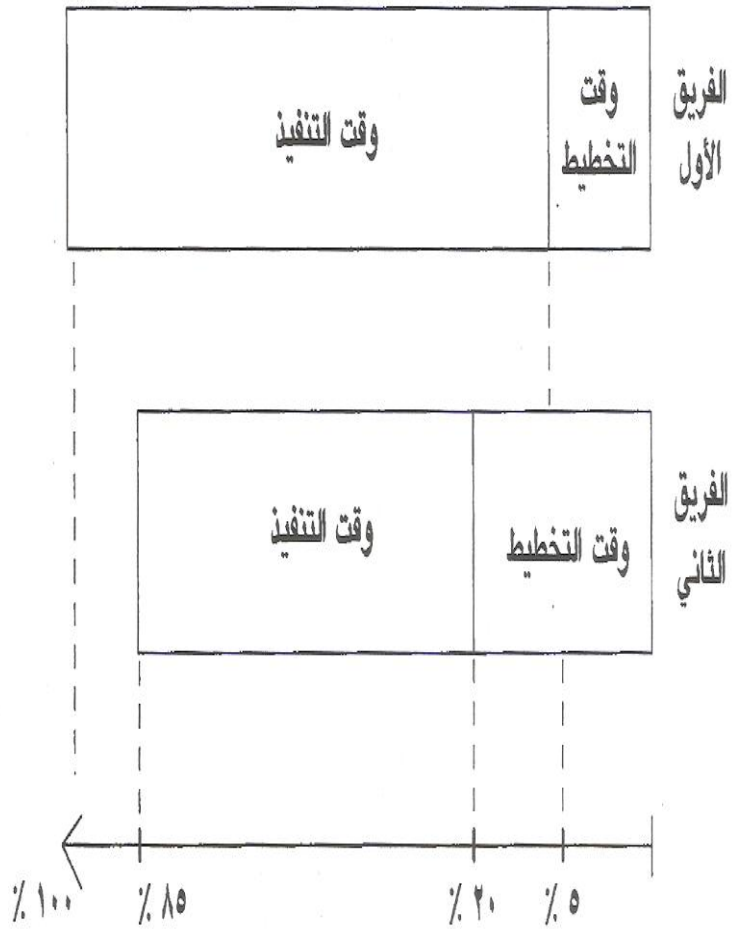 الفريق
الأول
وقت
التخطيط
وقت التنفيذ
الفريق
الثاني
وقت التخطيط
وقت التنفيذ
٥ ٪
٢٠ ٪
٨٥ ٪
١٠٠ ٪